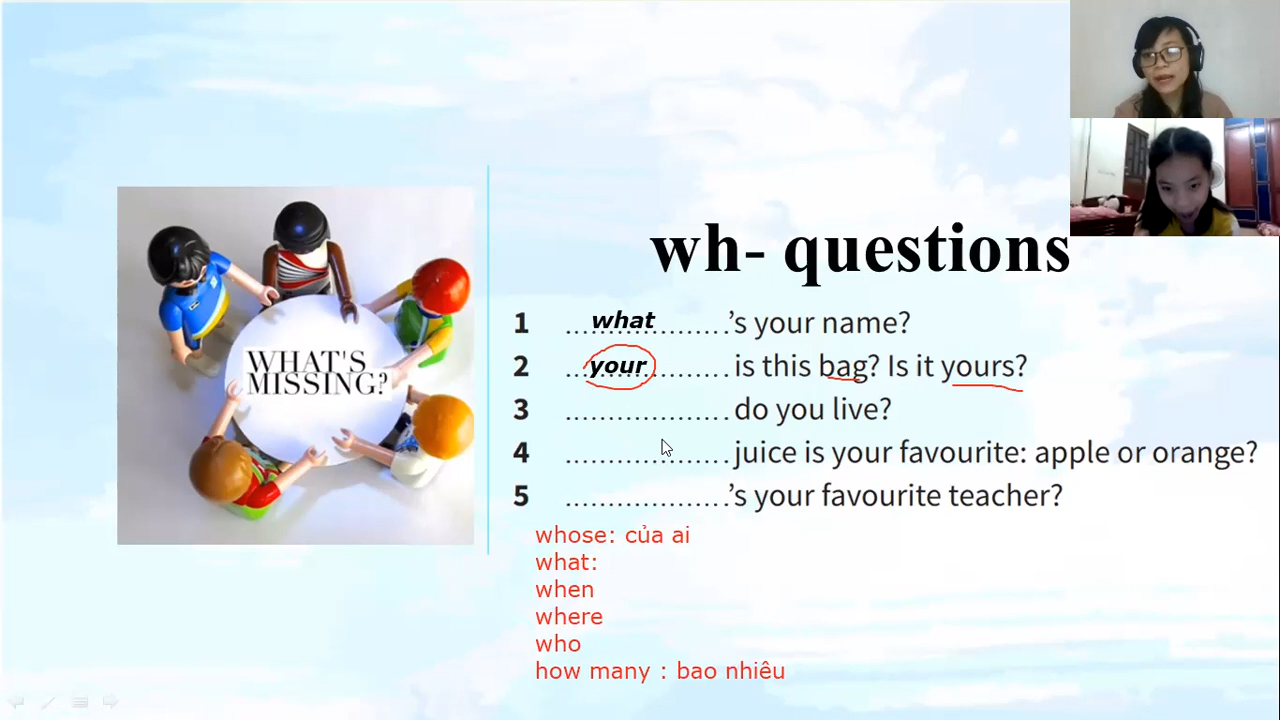 WHAT'S
MISSING?
wh- questions
1 ...what...............'s your name?
2 ...your............... is this bag? Is it yours?
3 ..................... do you live?
4 ..................... juice is your favourite: apple or orange?
5 .....................'s your favourite teacher?
whose: của ai
what:
when
where
who
how many : bao nhiêu